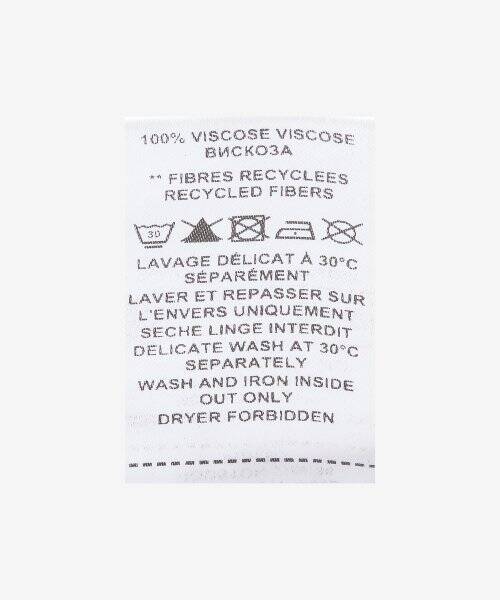 100% VISCOSE VISCOSE
ВИСКОЗА
** FIBRES RECYCLEES
RECYCLED FIBERS
30
LAVAGE DÉLICAT À 30°C
SÉPARÉMENT
LAVER ET REPASSER SUR
L'ENVERS UNIQUEMENT
SECHE LINGE INTERDIT
DELICATE WASH AT 30°C
SEPARATELY
WASH AND IRON INSIDE
OUT ONLY
DRYER FORBIDDEN